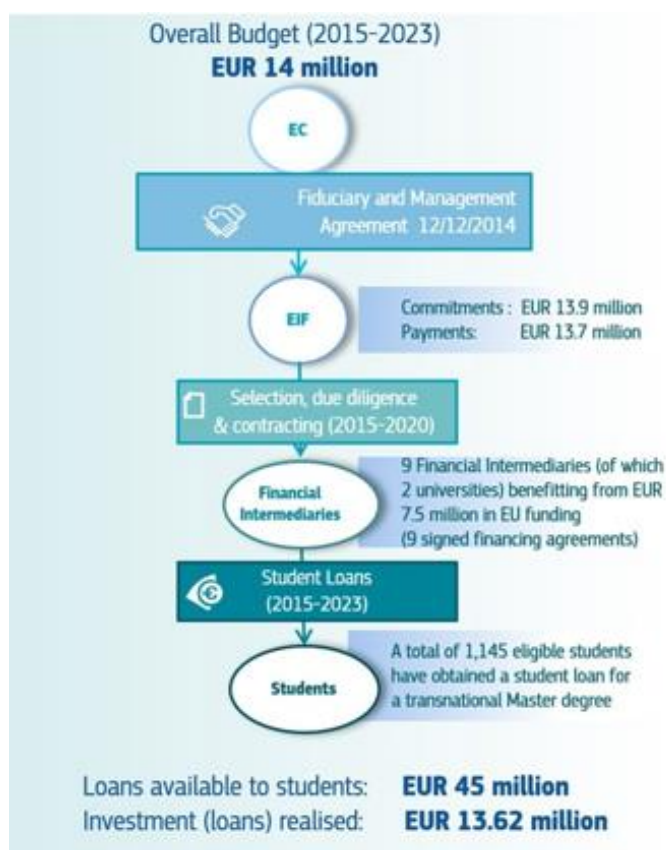 Overall Budget (2015-2023)
EUR 14 million
EC
Fiduciary and Management
Agreement 12/12/2014
EIF
Commitments : EUR 13.9 million
Payments: EUR 13.7 million
Selection, due diligence
& contracting (2015-2020)
Financial
Intermediaries
9 Financial Intermediaries (of which
2 universities) benefitting from EUR
7.5 million in EU funding
(9 signed financing agreements)
Student Loans
(2015-2023)
Students
A total of 1,145 eligible students
have obtained a student loan for
a transnational Master degree
Loans available to students: EUR 45 million
Investment (loans) realised: EUR 13.62 million